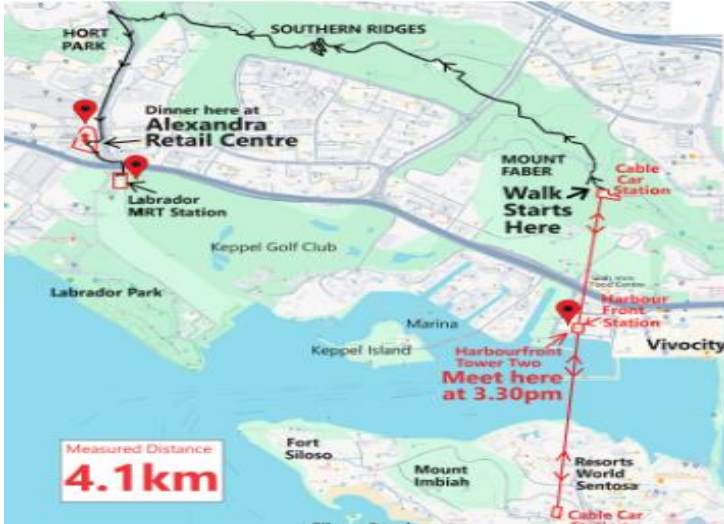 HORT
PARK
SOUTHERN RIDGES
Dinner here at
Alexandra
Retail Centre
MOUNT
FABER
Cable
Car
Station
Walk
Starts
Here
Labrador
MRT Station
Keppel Golf Club
Labrador Park
Food Centre
Harbour
Front
Station
Marina
Vivocity
Keppel Island
Harbourfront
Tower Two
Meet here
at 3.30pm
Measured Distance
4.1km
Fort
Siloso
Mount
Imbiah
Resorts
World
Sentosa
Cable Car